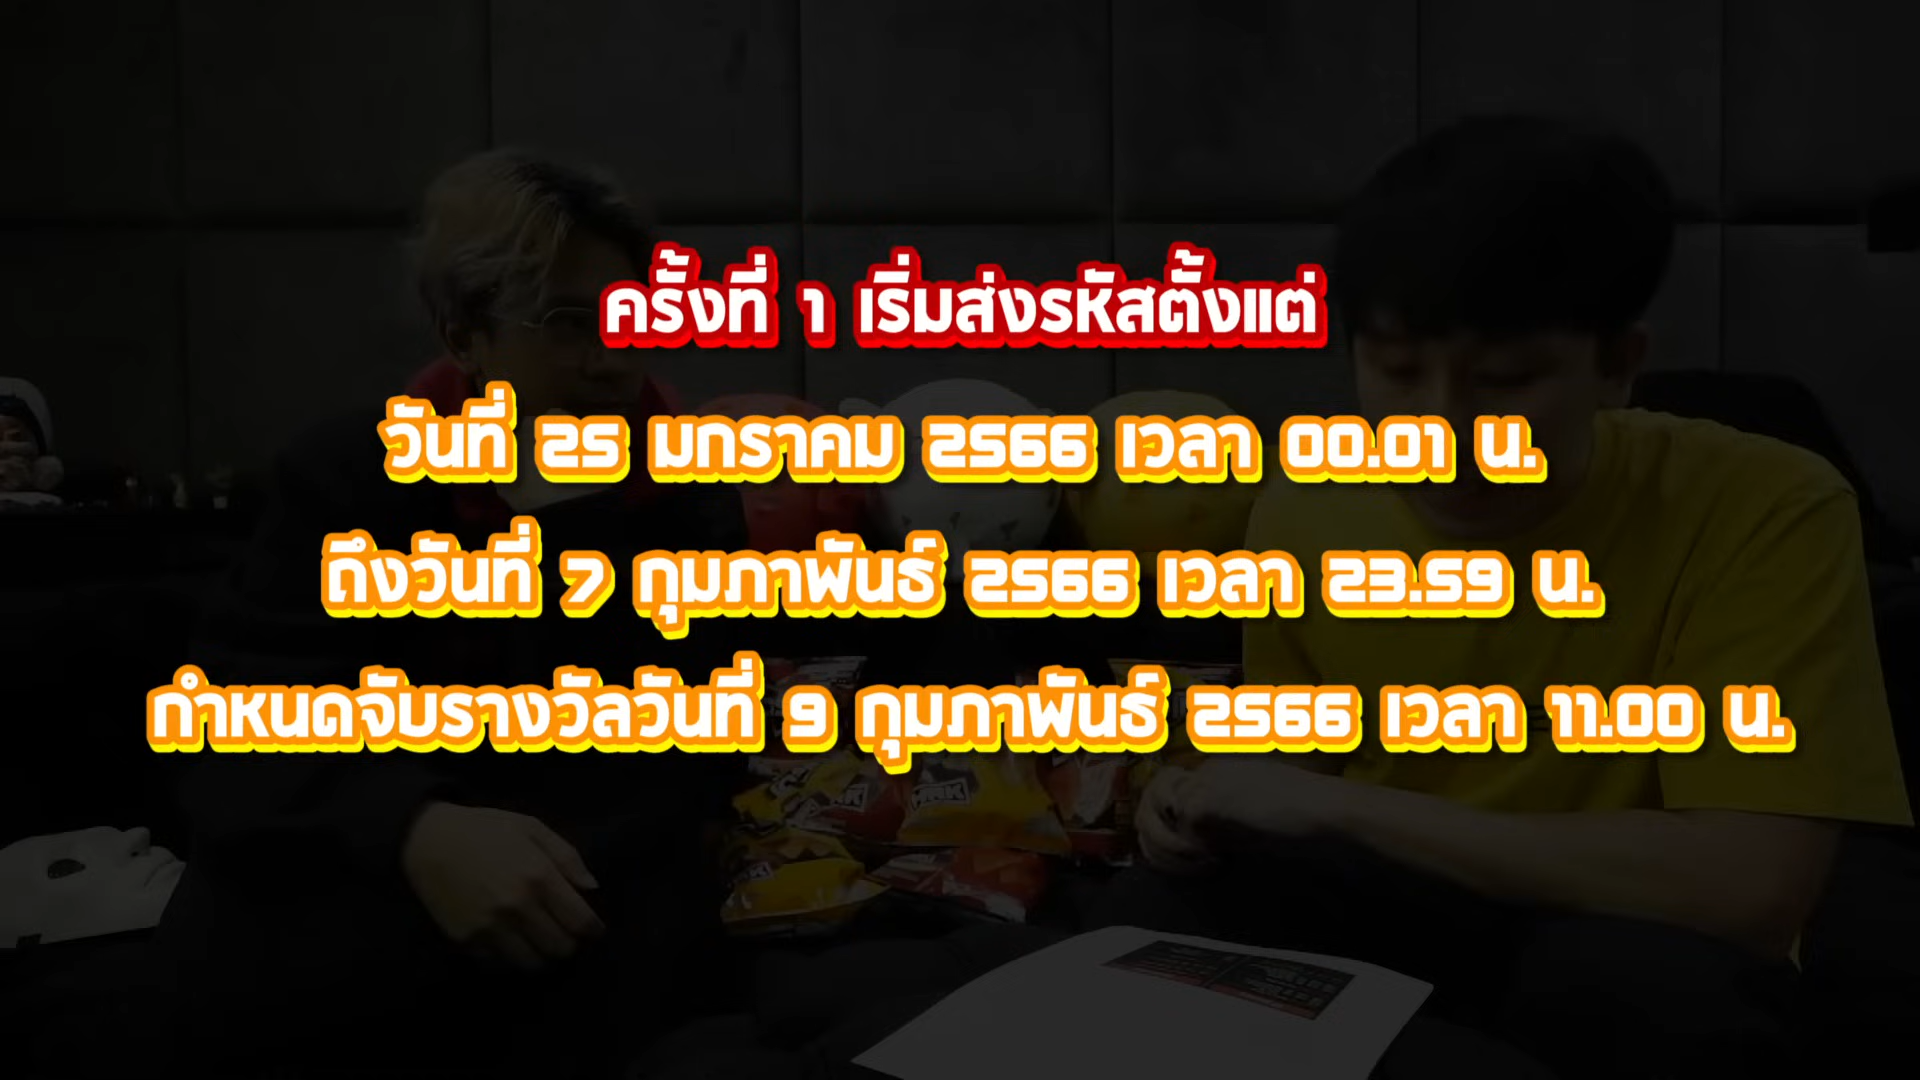 ครั้งที่ 1 เริ่มส่งรหัสตั้งแต่
วันที่ 25 มกราคม 2566 เวลา 00.01 น.
ถึงวันที่ 7 กุมภาพันธ์ 2566 เวลา 23.59 น.
กำหนดจับรางวัลวันที่ 9 กุมภาพันธ์ 2566 เวลา 11.00 น.